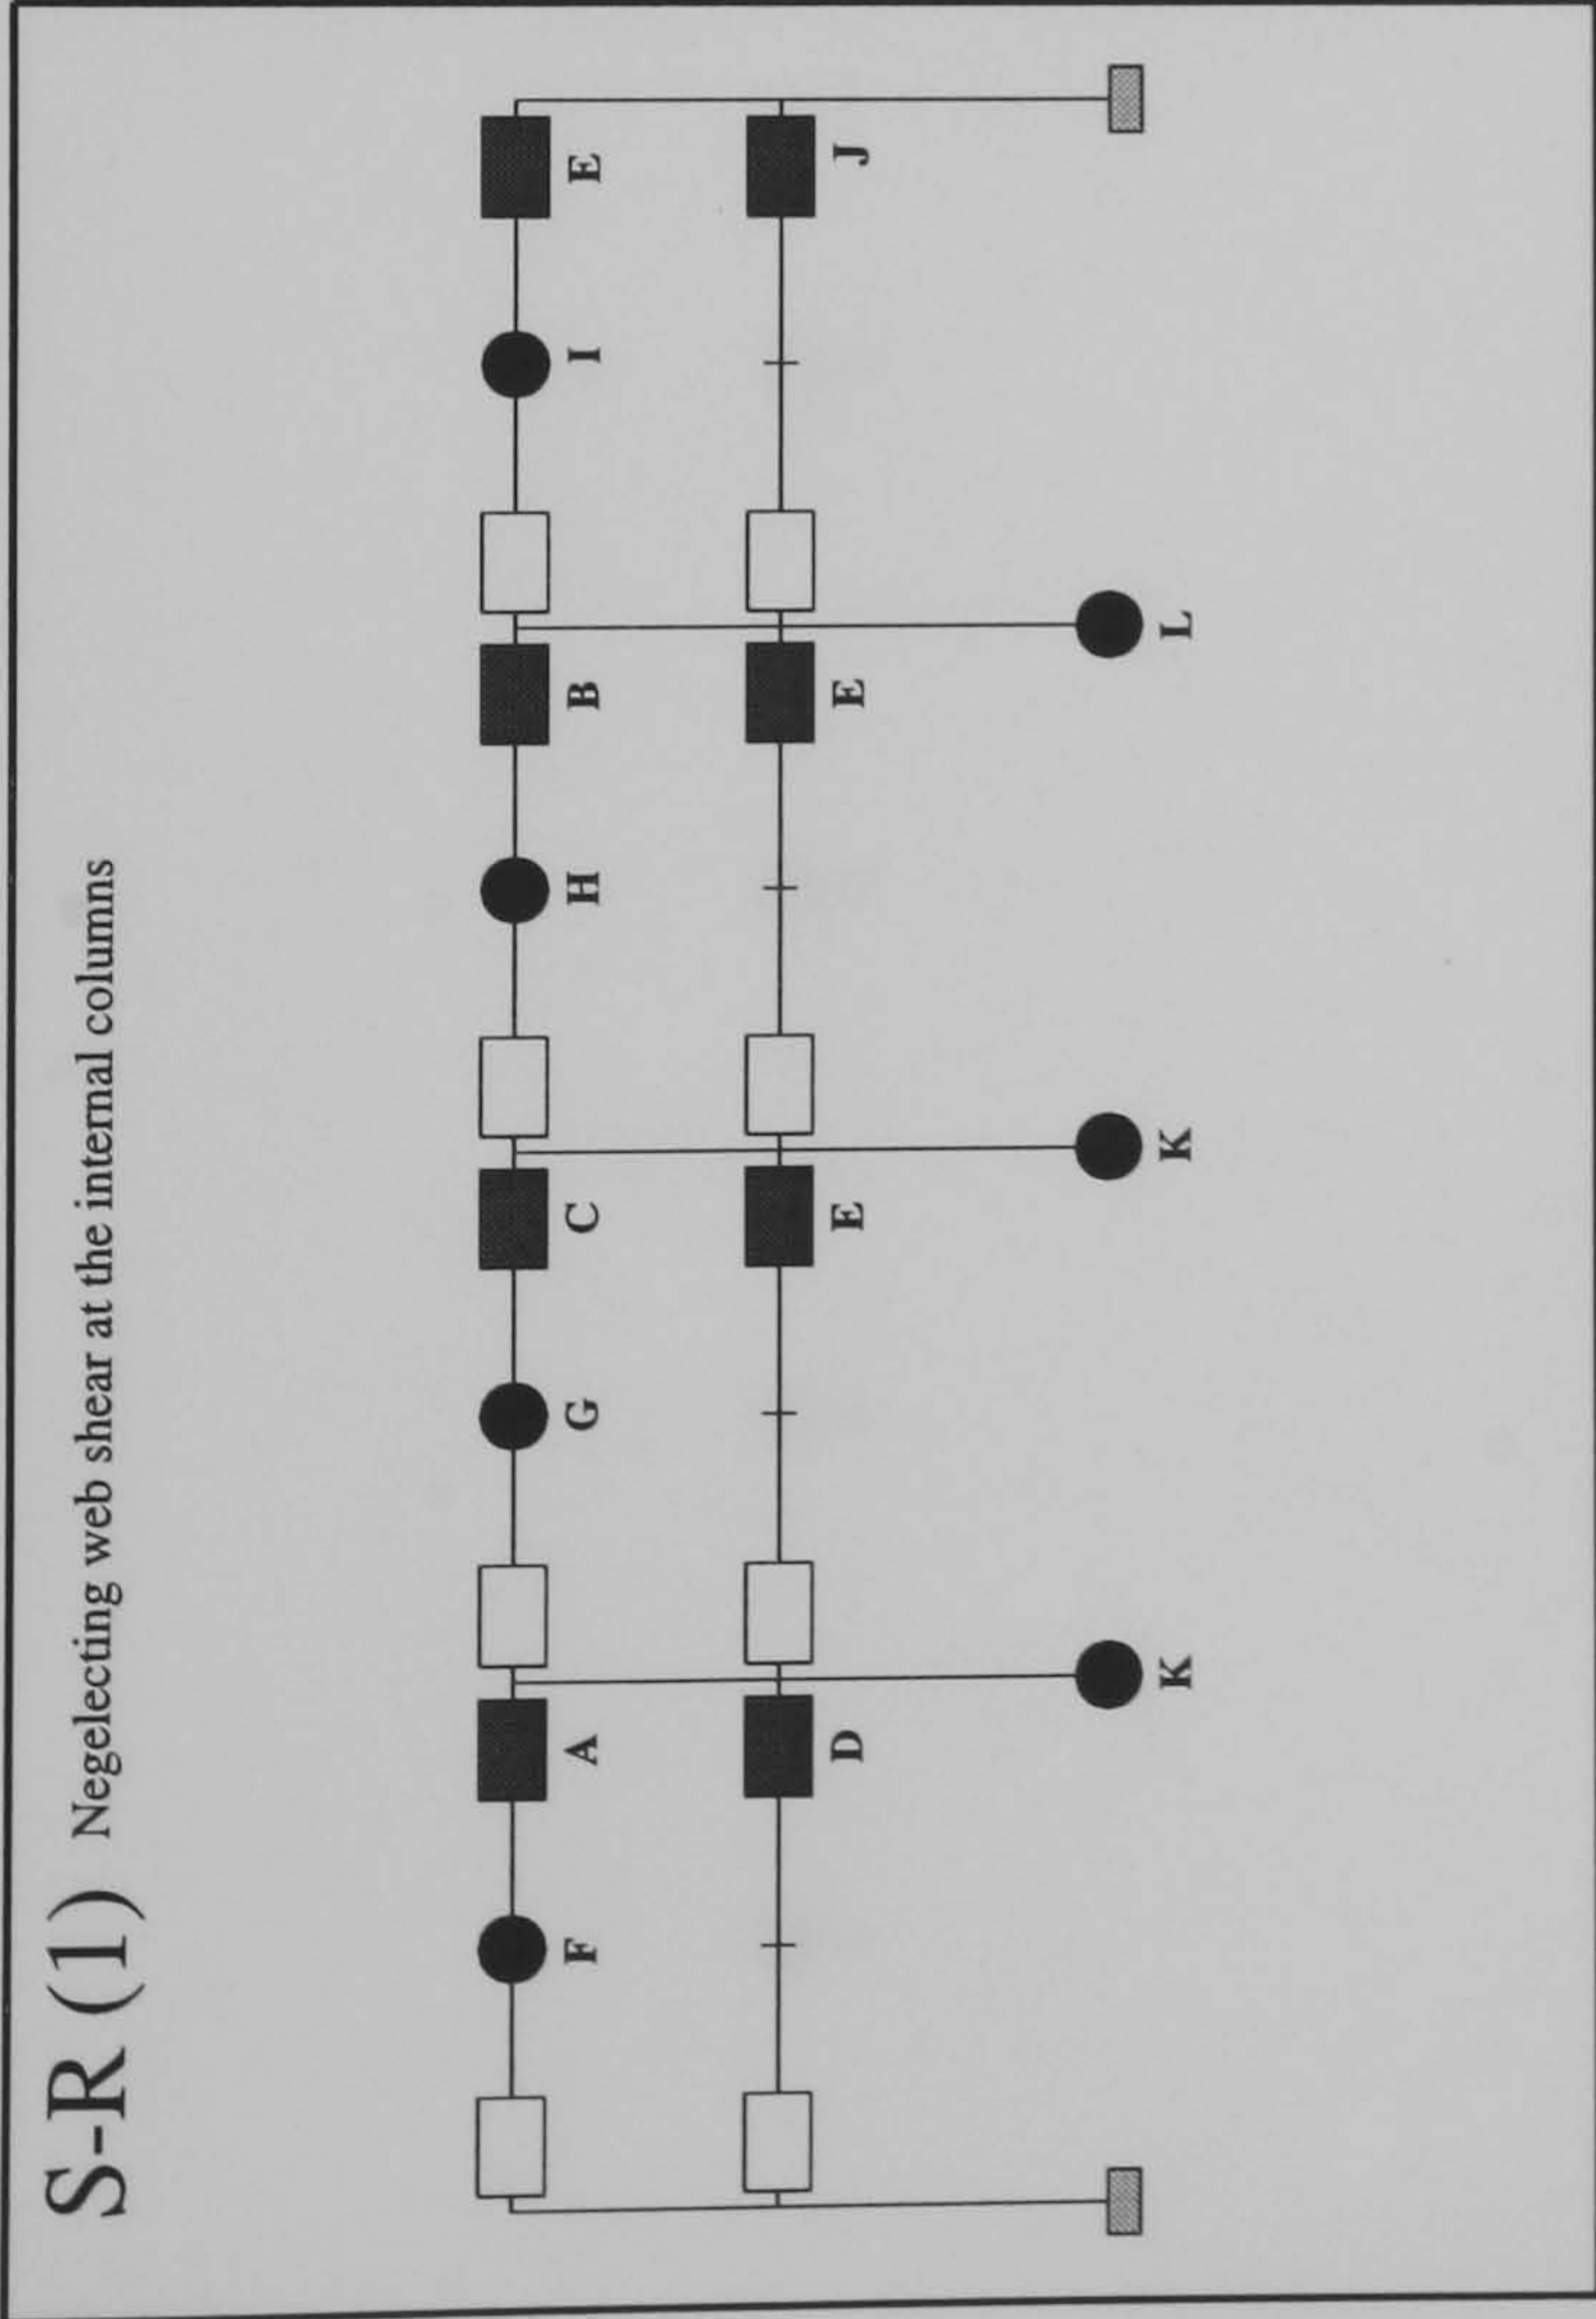 S-R (1) Negelecting web shear at the internal columns
F A G C H B I E
D E E J
K K L